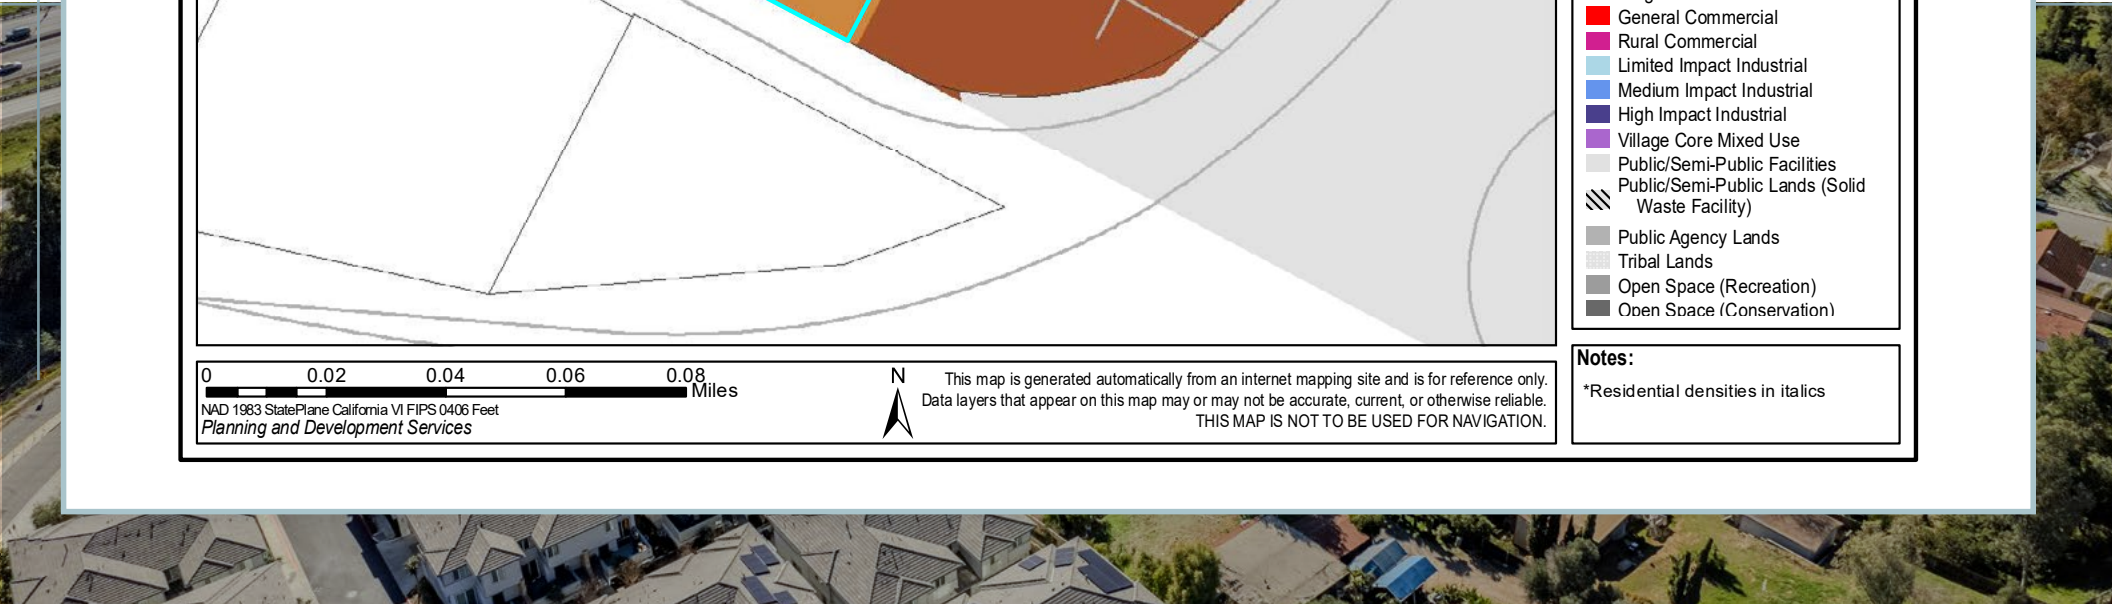 General Commercial
Rural Commercial
Limited Impact Industrial
Medium Impact Industrial
High Impact Industrial
Village Core Mixed Use
Public/Semi-Public Facilities
Public/Semi-Public Lands (Solid
Waste Facility)
Public Agency Lands
Tribal Lands
Open Space (Recreation)
Open Space (Conservation)
0 0.02 0.04 0.06 0.08
Miles
NAD 1983 StatePlane California VI FIPS 0406 Feet
Planning and Development Services
N
This map is generated automatically from an internet mapping site and is for reference only.
Data layers that appear on this map may or may not be accurate, current, or otherwise reliable.
THIS MAP IS NOT TO BE USED FOR NAVIGATION.
Notes:
*Residential densities in italics